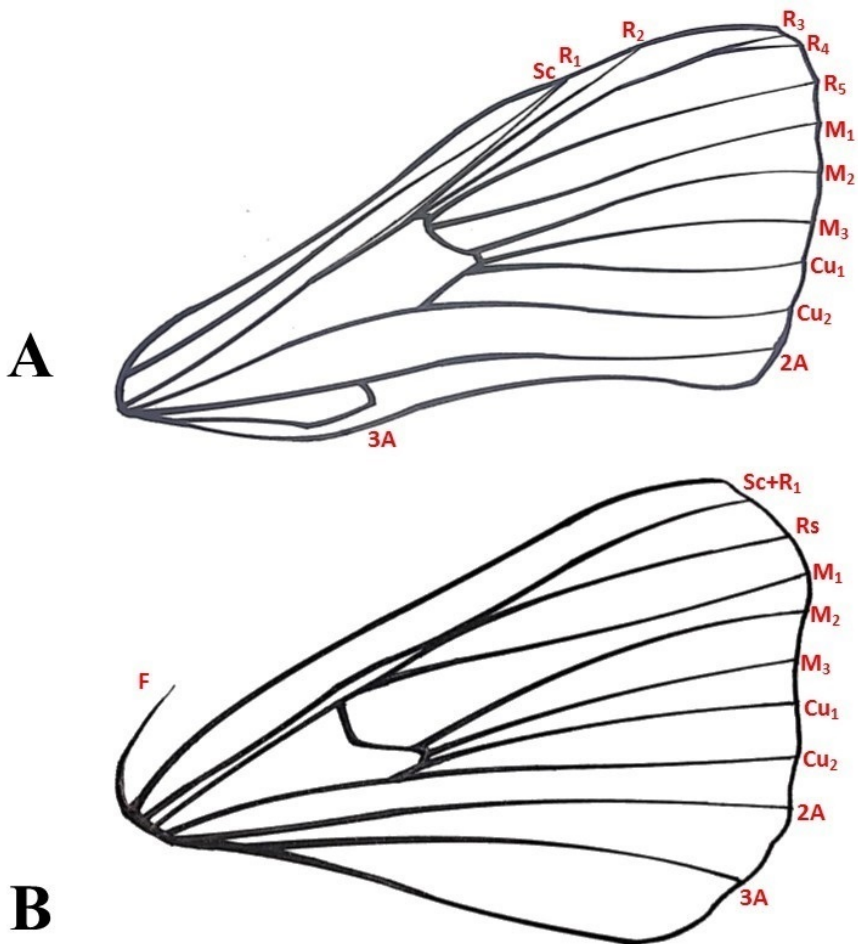 R₃
R₂
R₄
R₁
Sc
R₅
M₁
M₂
M₃
Cu₁
Cu₂
A
2A
3A
Sc+R₁
Rs
M₁
M₂
F
M₃
Cu₁
Cu₂
2A
3A
B